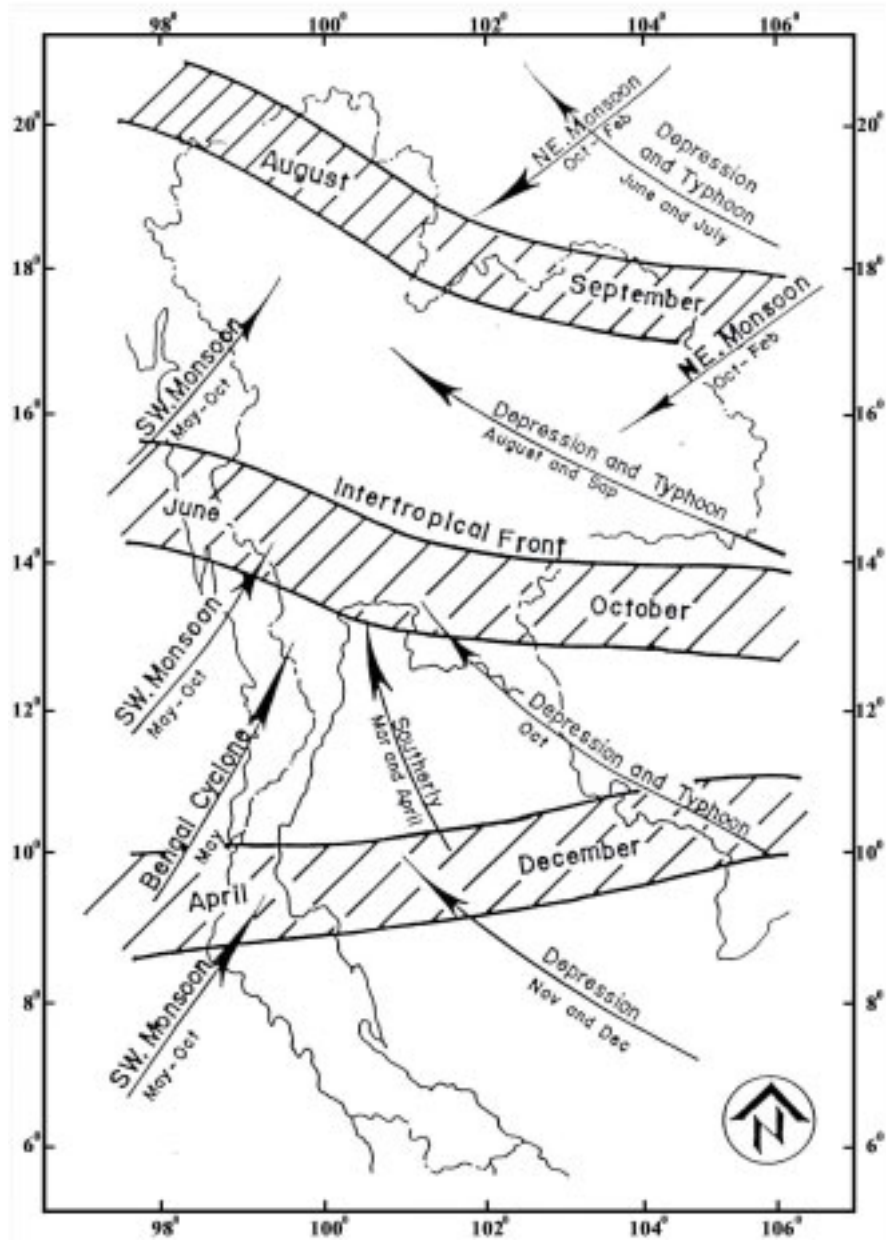 98° 100° 102° 104° 106°
20°
18°
16°
14°
12°
10°
8°
6°
20°
18°
16°
14°
12°
10°
8°
6°
NE. Monsoon
Oct-Feb
Depression
and Typhoon
June and July
August
September
NE. Monsoon
Oct-Feb
SW. Monsoon
May-Oct
Depression and Typhoon
August and Sap
June
Intertropical Front
October
SW. Monsoon
May-Oct
Southerly
Mar and April
Depression and Typhoon
Oct
Bengal Cyclone
May
April
December
SW. Monsoon
May-Oct
Depression
Nov and Dec
N
98° 100° 102° 104° 106°